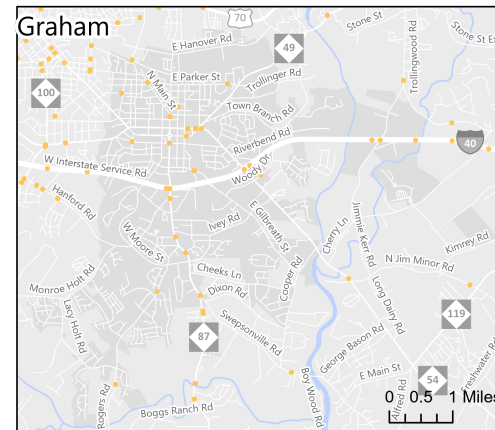 Graham
70
Stone St
Stone St E
E Hanover Rd
49
Trollingwood Rd
E Parker St
Trollinger Rd
100
N Main St
Town Branch Rd
Riverbend Rd
40
W Interstate Service Rd
Woody Dr
Hanford Rd
E Gilbreath St
Ivey Rd
Cherry Ln
Jimmie Kerr Rd
W Moore St
Kimrey Rd
N Jim Minor Rd
Cheeks Ln
Cooper Rd
Monroe Holt Rd
Dixon Rd
Long Dairy Rd
Lacy Holt Rd
Swepsonville Rd
119
87
George Bason Rd
Freshwater Rd
E Main St
Boy Wood Rd
54
Rogers Rd
Alfred Rd
Boggs Ranch Rd
0 0.5 1 Miles